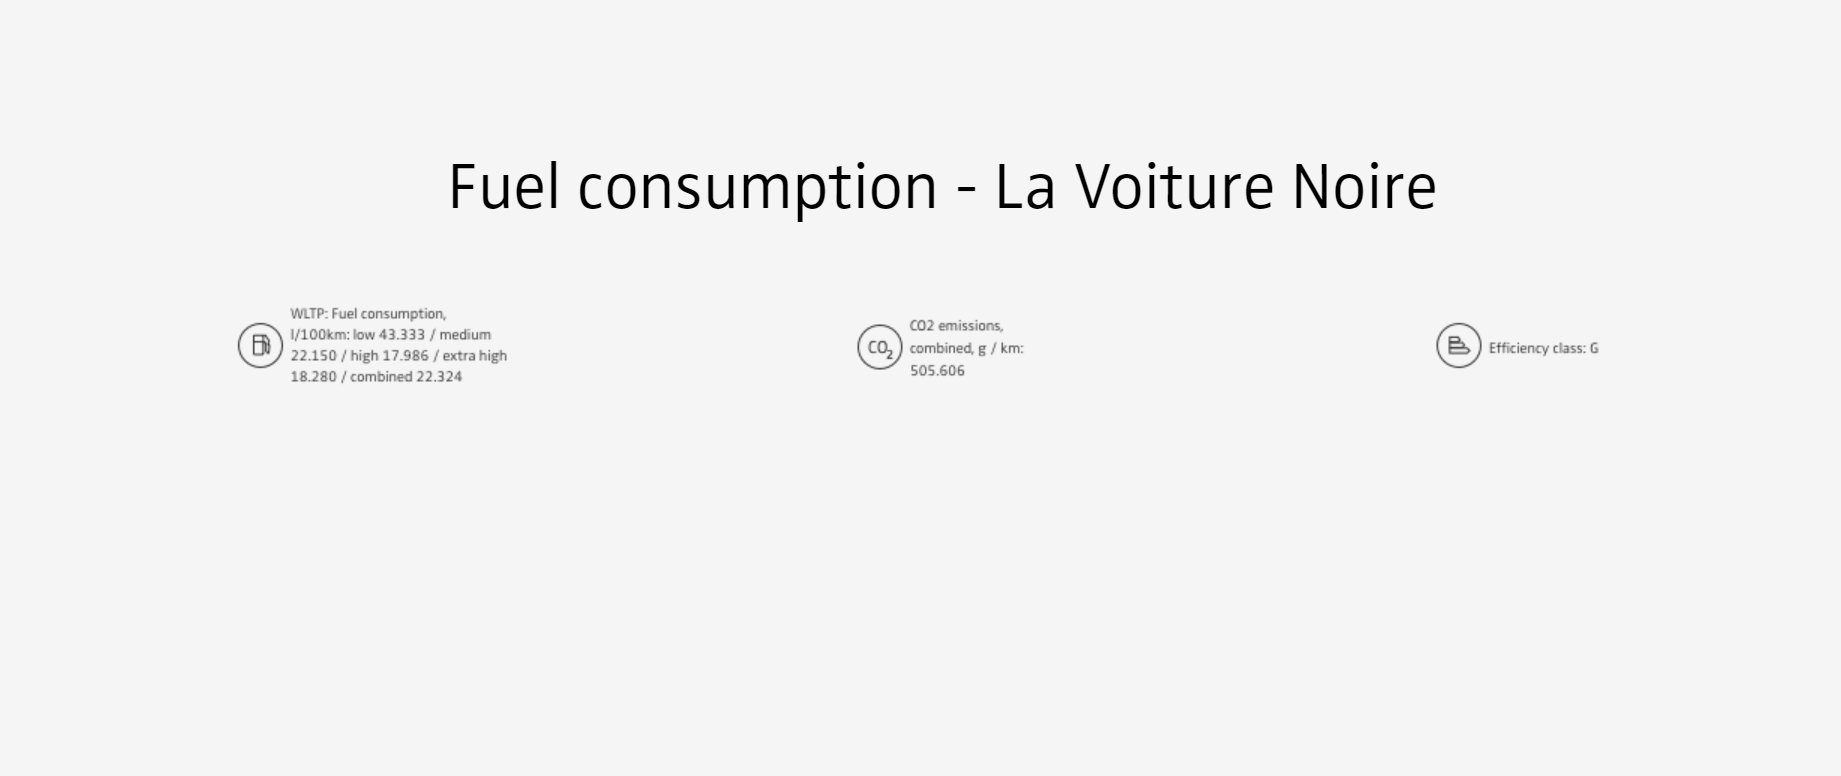 Fuel consumption - La Voiture Noire
WLTP: Fuel consumption,
l/100km: low 43.333 / medium
22.150 / high 17.986 / extra high
18.280 / combined 22.324
CO2
CO2 emissions,
combined, g / km:
505.606
Efficiency class: G